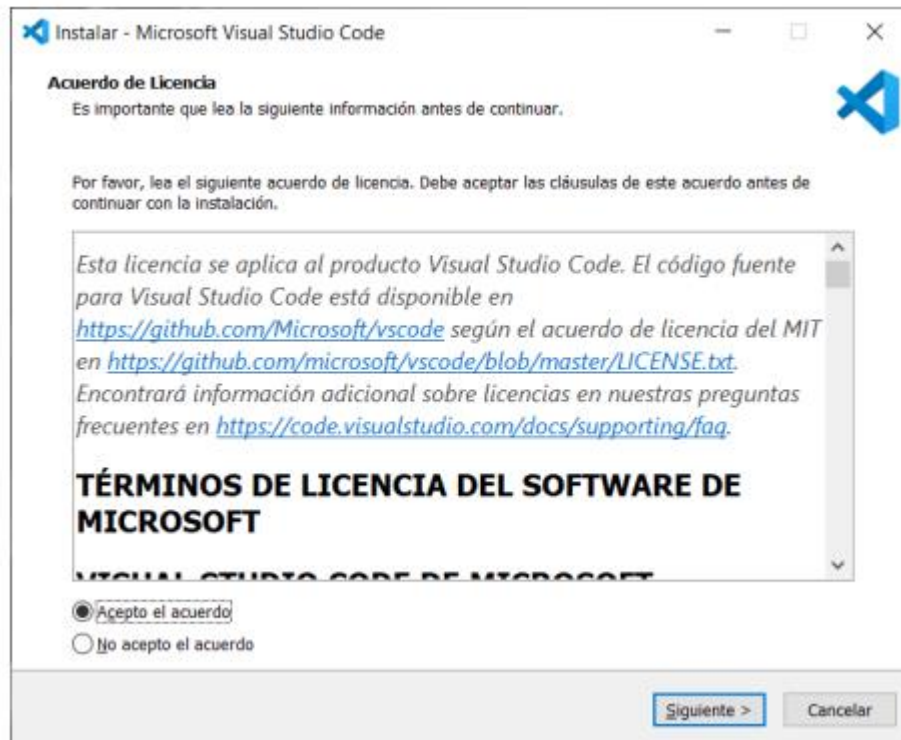 Instalar - Microsoft Visual Studio Code
Acuerdo de Licencia
Es importante que lea la siguiente información antes de continuar.
Por favor, lea el siguiente acuerdo de licencia. Debe aceptar las cláusulas de este acuerdo antes de
continuar con la instalación.
Esta licencia se aplica al producto Visual Studio Code. El código fuente
para Visual Studio Code está disponible en
https://github.com/Microsoft/vscode según el acuerdo de licencia del MIT
en https://github.com/microsoft/vscode/blob/master/LICENSE.txt.
Encontrará información adicional sobre licencias en nuestras preguntas
frecuentes en https://code.visualstudio.com/docs/supporting/faq.
TÉRMINOS DE LICENCIA DEL SOFTWARE DE
MICROSOFT
VISUAL STUDIO CODE DE MICROSOFT
Acepto el acuerdo
No acepto el acuerdo
Siguiente >
Cancelar